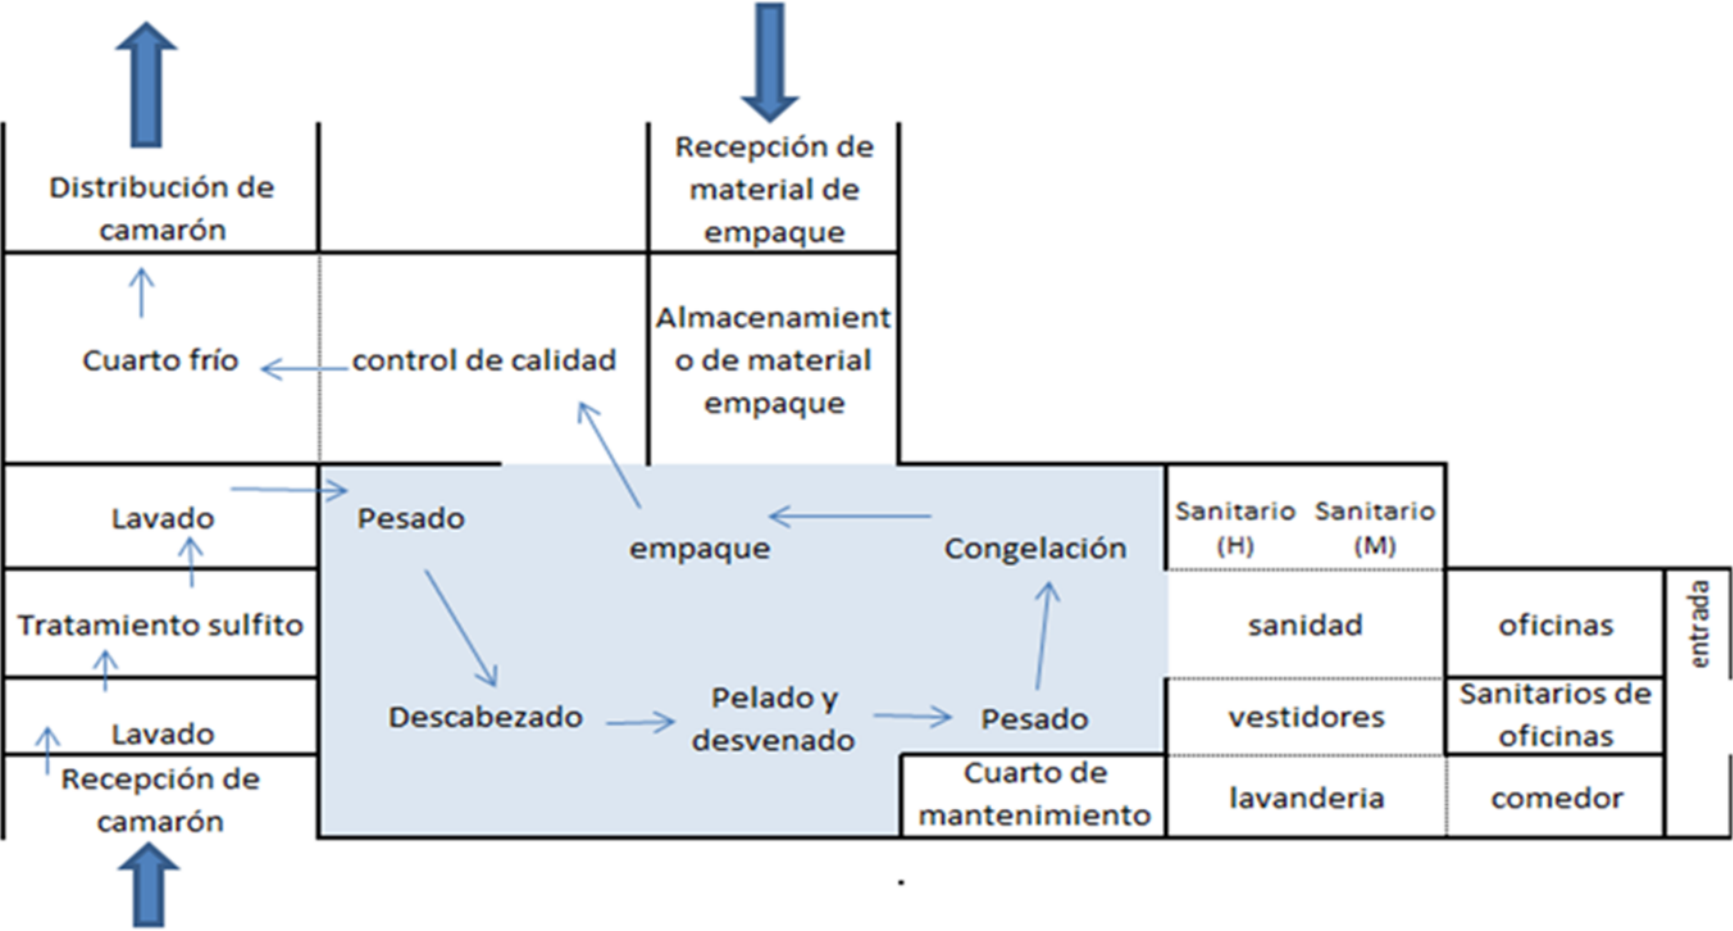 Distribución de
camarón
Recepción de
material de
empaque
Cuarto frío
control de calidad
Almacenamient
o de material
empaque
Lavado
Pesado
empaque
Congelación
Sanitario
(H)
Sanitario
(M)
Tratamiento sulfito
sanidad
oficinas
entrada
Lavado
Descabezado
Pelado y
desvenado
Pesado
vestidores
Sanitarios de
oficinas
Recepción de
camarón
Cuarto de
mantenimiento
lavanderia
comedor
.